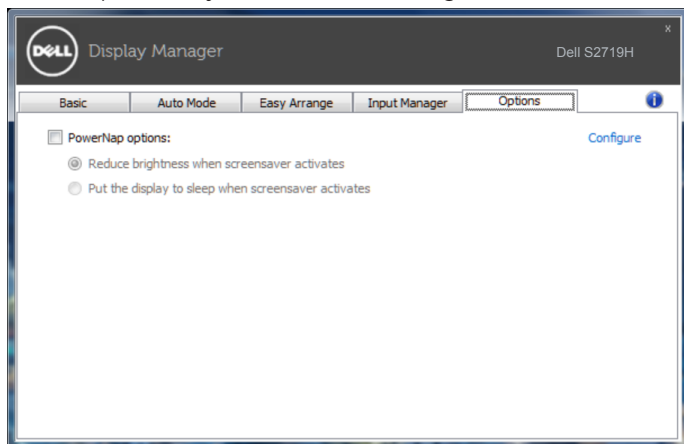 DELL Display Manager
Dell S2719H
x
Basic Auto Mode Easy Arrange Input Manager Options i
PowerNap options: Configure
Reduce brightness when screensaver activates
Put the display to sleep when screensaver activates